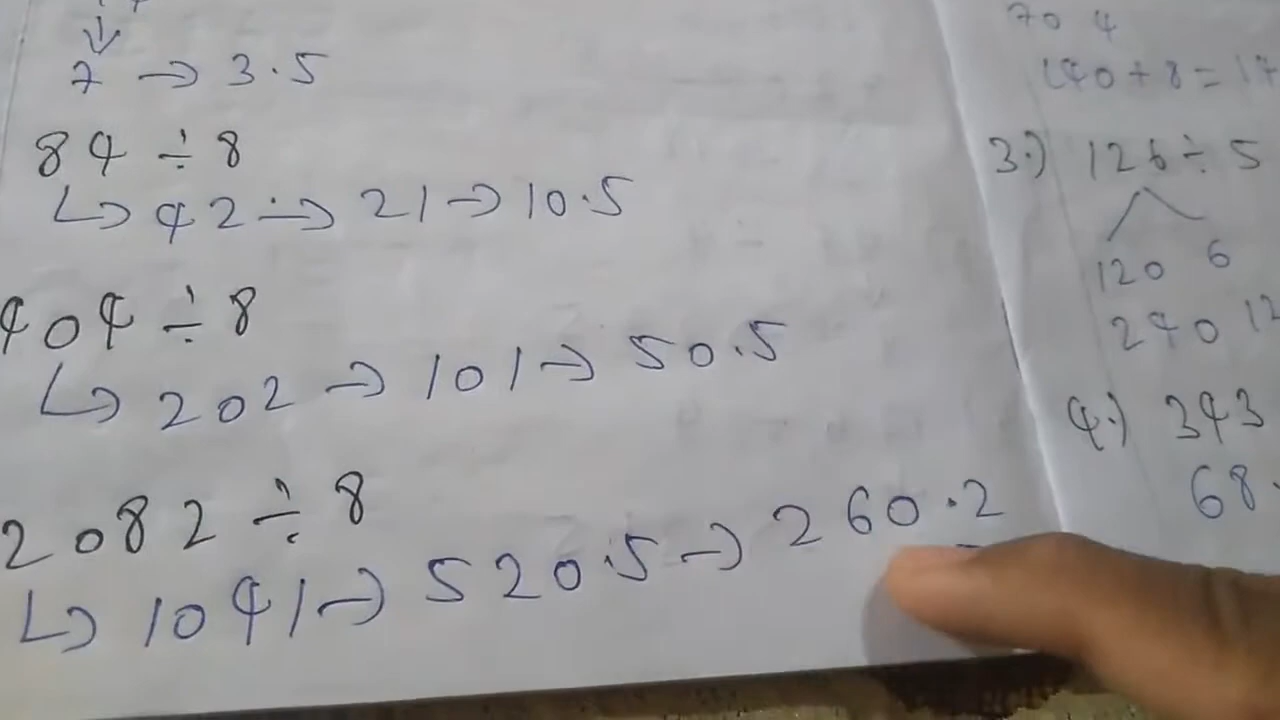 ↓
7 → 3.5
84 ÷ 8
↳ 42 → 21 → 10.5
404 ÷ 8
↳ 202 → 101 → 50.5
2082 ÷ 8
↳ 1041 → 520.5 → 260.2
70 4
140 + 8 = 14
3.) 126 ÷ 5
120 6
240 12
4.) 343
68.